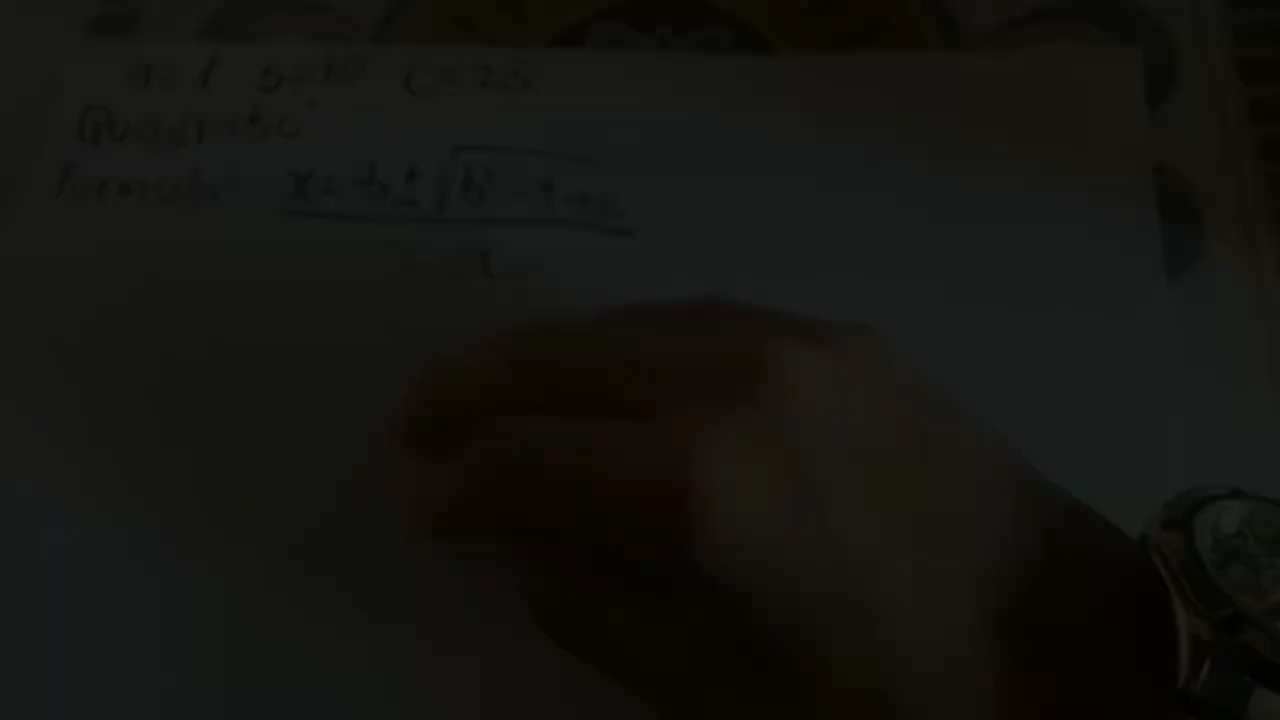 a = 1 b = 10 c = 25
Quadratic
Formula: x = -b ± √b² - 4ac
2a